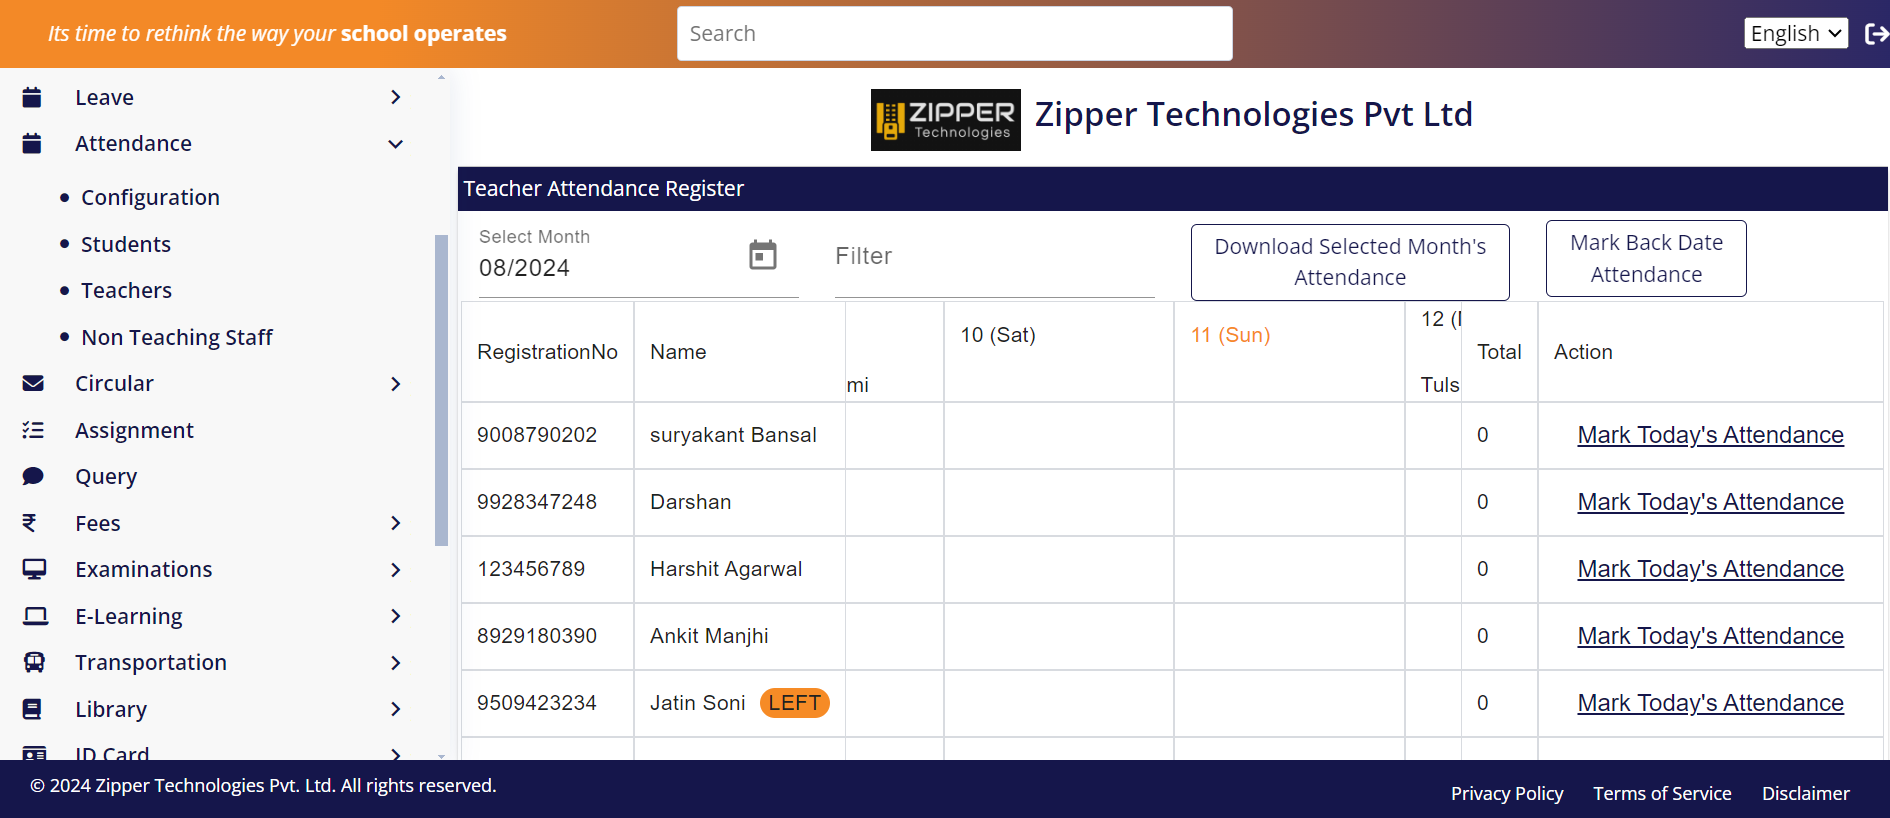 Its time to rethink the way your school operates
Search
English
Leave
Attendance
Configuration
Students
Teachers
Non Teaching Staff
Circular
Assignment
Query
Fees
Examinations
E-Learning
Transportation
Library
ID Card
ZIPPER
Technologies
Zipper Technologies Pvt Ltd
Teacher Attendance Register
Select Month
08/2024
Filter
Download Selected Month's
Attendance
Mark Back Date
Attendance
RegistrationNo Name mi 10 (Sat) 11 (Sun) 12 ( Tuls Total Action
9008790202 suryakant Bansal 0 Mark Today's Attendance
9928347248 Darshan 0 Mark Today's Attendance
123456789 Harshit Agarwal 0 Mark Today's Attendance
8929180390 Ankit Manjhi 0 Mark Today's Attendance
9509423234 Jatin Soni LEFT 0 Mark Today's Attendance
© 2024 Zipper Technologies Pvt. Ltd. All rights reserved.
Privacy Policy Terms of Service Disclaimer